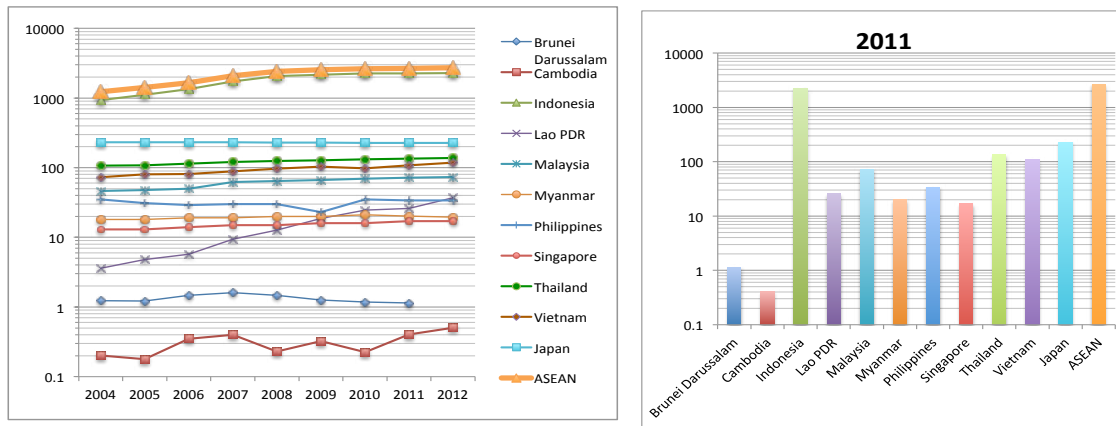 10000
1000
100
10
1
0.1
2004 2005 2006 2007 2008 2009 2010 2011 2012
Brunei
Darussalam
Cambodia
Indonesia
Lao PDR
Malaysia
Myanmar
Philippines
Singapore
Thailand
Vietnam
Japan
ASEAN
2011
10000
1000
100
10
1
0.1
Brunei Darussalam
Cambodia
Indonesia
Lao PDR
Malaysia
Myanmar
Philippines
Singapore
Thailand
Vietnam
Japan
ASEAN